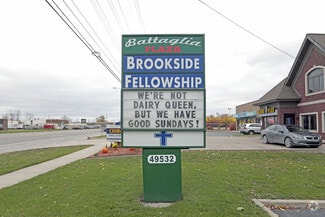 Battaglia
PLAZA
BROOKSIDE
FELLOWSHIP
WE'RE NOT
DAIRY QUEEN,
BUT WE HAVE
GOOD SUNDAYS!
49532